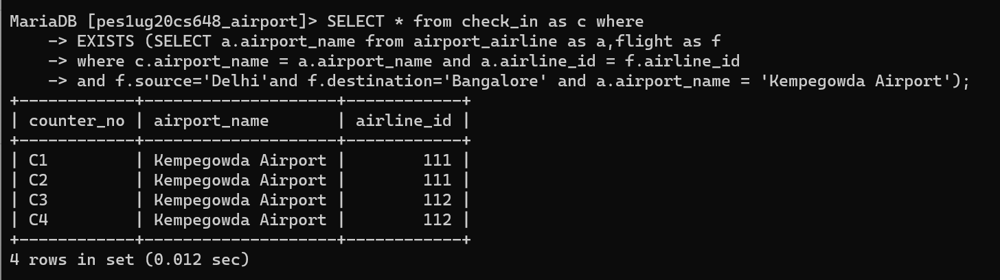 MariaDB [pes1ug20cs648_airport]> SELECT * from check_in as c where
    -> EXISTS (SELECT a.airport_name from airport_airline as a,flight as f
    -> where c.airport_name = a.airport_name and a.airline_id = f.airline_id
    -> and f.source='Delhi'and f.destination='Bangalore' and a.airport_name = 'Kempegowda Airport');
+------------+--------------------+------------+
| counter_no | airport_name       | airline_id |
+------------+--------------------+------------+
| C1         | Kempegowda Airport |        111 |
| C2         | Kempegowda Airport |        111 |
| C3         | Kempegowda Airport |        112 |
| C4         | Kempegowda Airport |        112 |
+------------+--------------------+------------+
4 rows in set (0.012 sec)